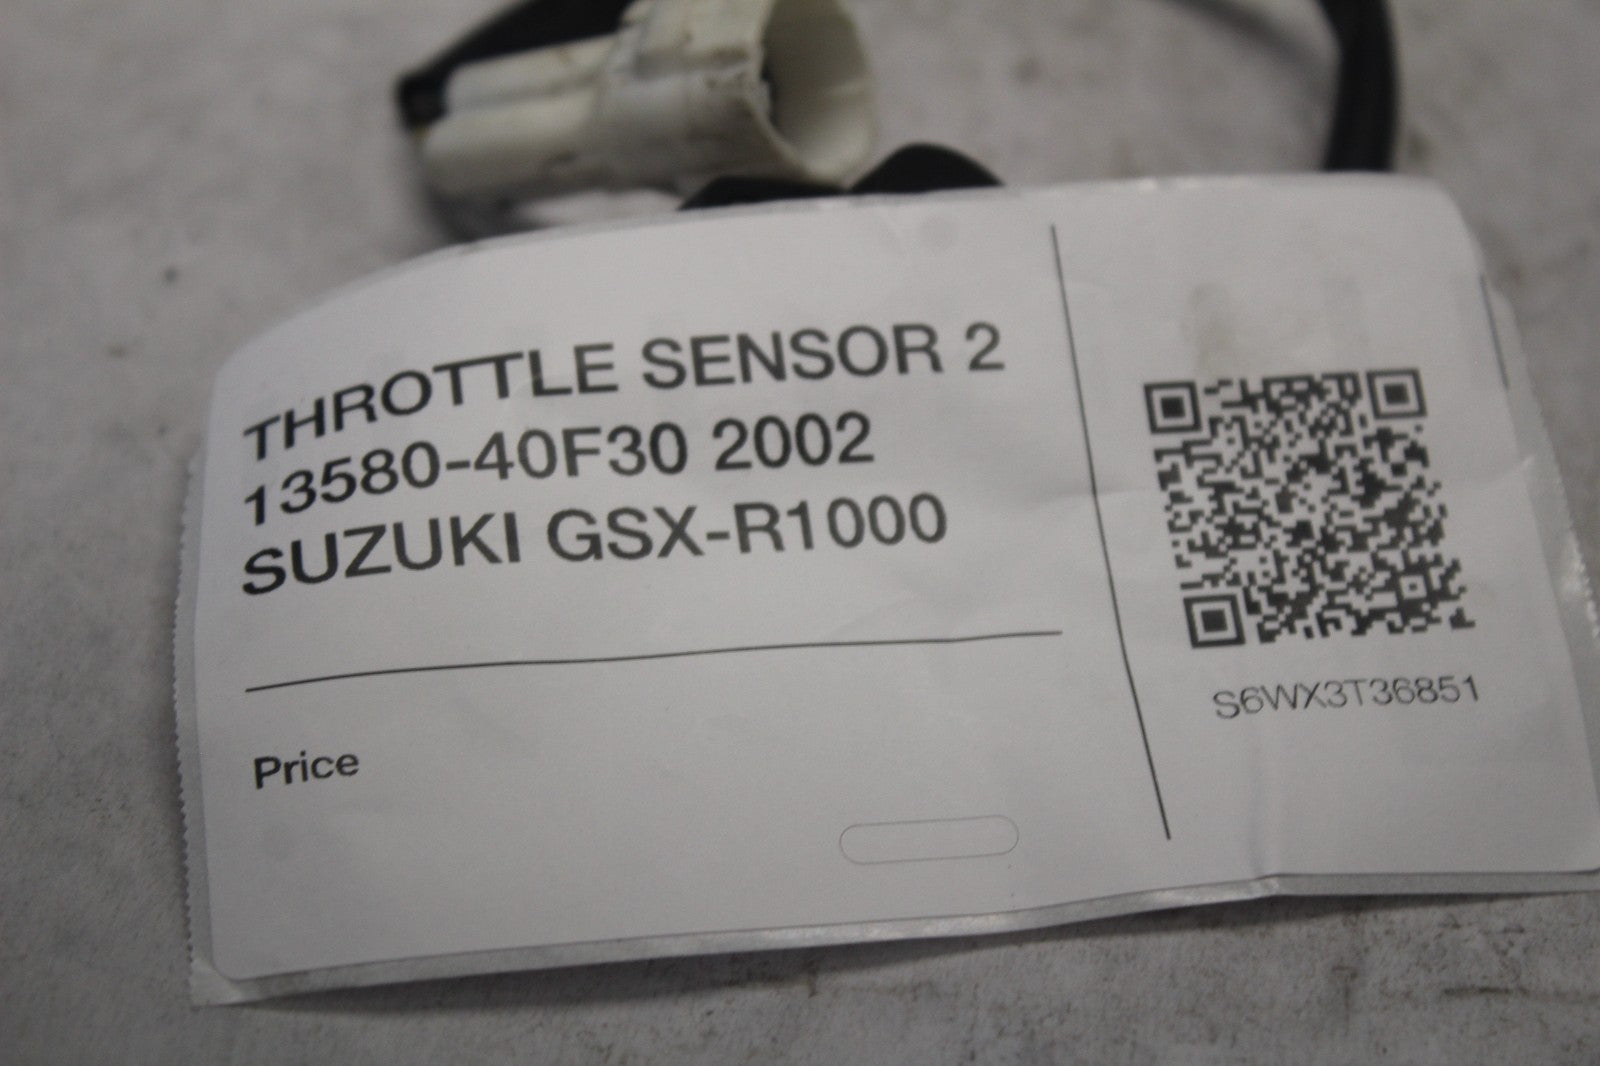 THROTTLE SENSOR 2
13580-40F30 2002
SUZUKI GSX-R1000
Price
S6WX3T36851